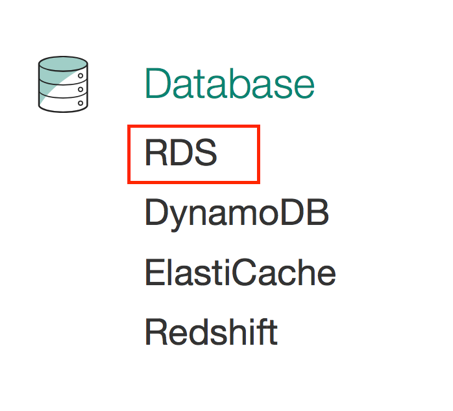 Database
RDS
DynamoDB
ElastiCache
Redshift